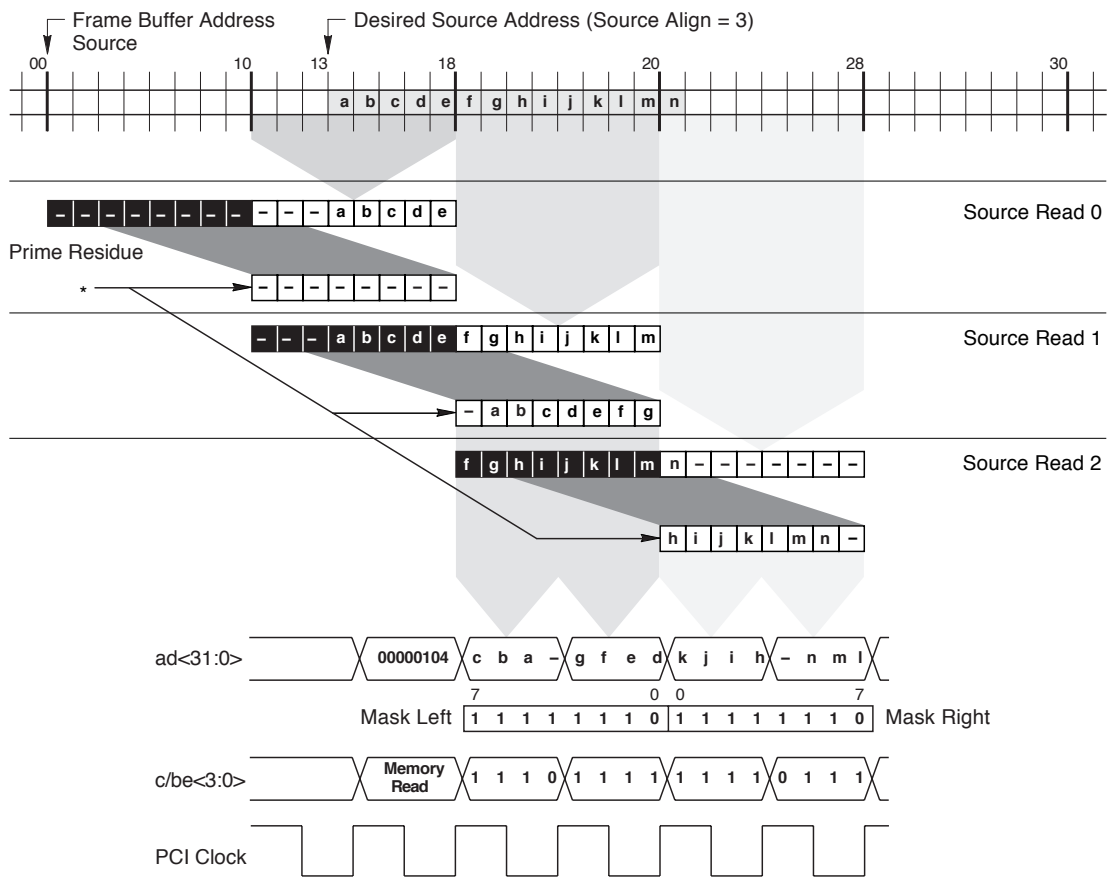 Frame Buffer Address Source
Desired Source Address (Source Align = 3)
00 10 13 18 20 28 30
a b c d e f g h i j k l m n
– – – – – – – – – – – a b c d e
Source Read 0
Prime Residue
– – – – – – – –
*
– – – a b c d e f g h i j k l m
Source Read 1
– a b c d e f g
f g h i j k l m n – – – – – – –
Source Read 2
h i j k l m n –
ad<31:0> 00000104 c b a – g f e d k j i h – n m l
7 0 0 7
Mask Left 1 1 1 1 1 1 1 0 1 1 1 1 1 1 1 0 Mask Right
c/be<3:0> Memory Read 1 1 1 0 1 1 1 1 1 1 1 1 0 1 1 1
PCI Clock